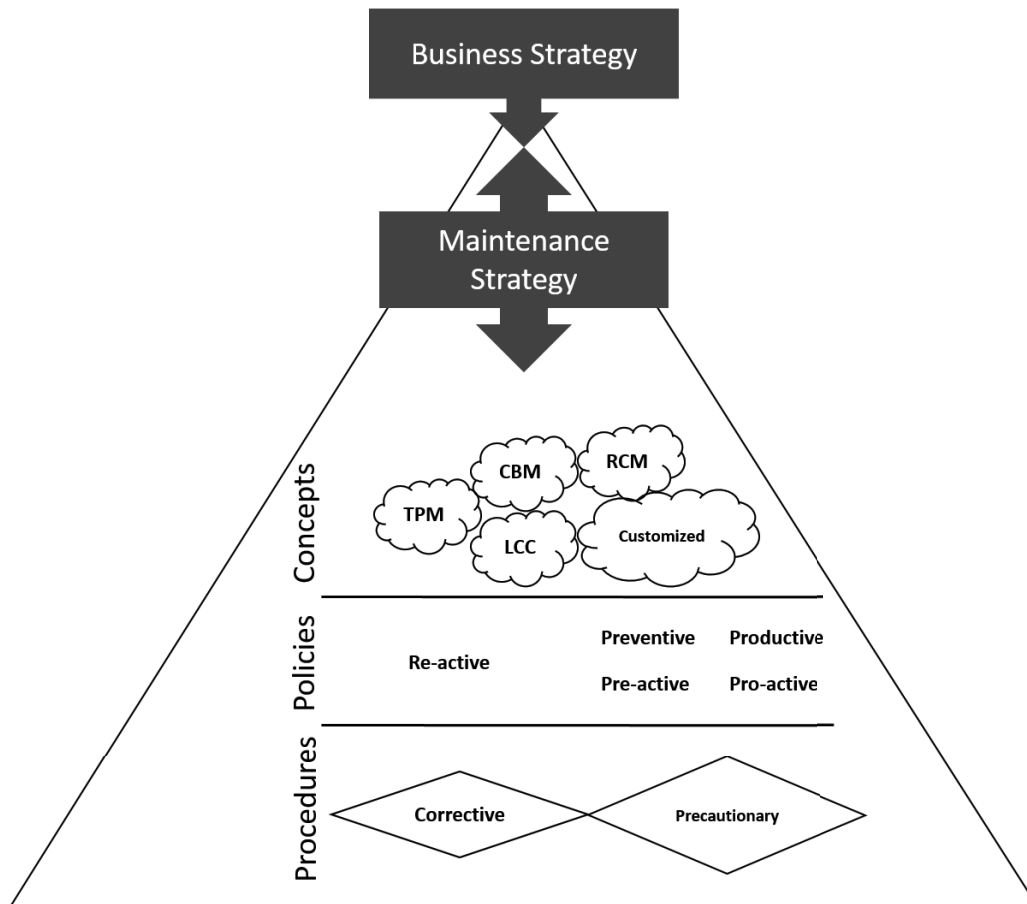 Business Strategy
Maintenance
Strategy
Concepts
CBM
RCM
TPM
LCC
Customized
Policies
Re-active
Preventive
Productive
Pre-active
Pro-active
Procedures
Corrective
Precautionary